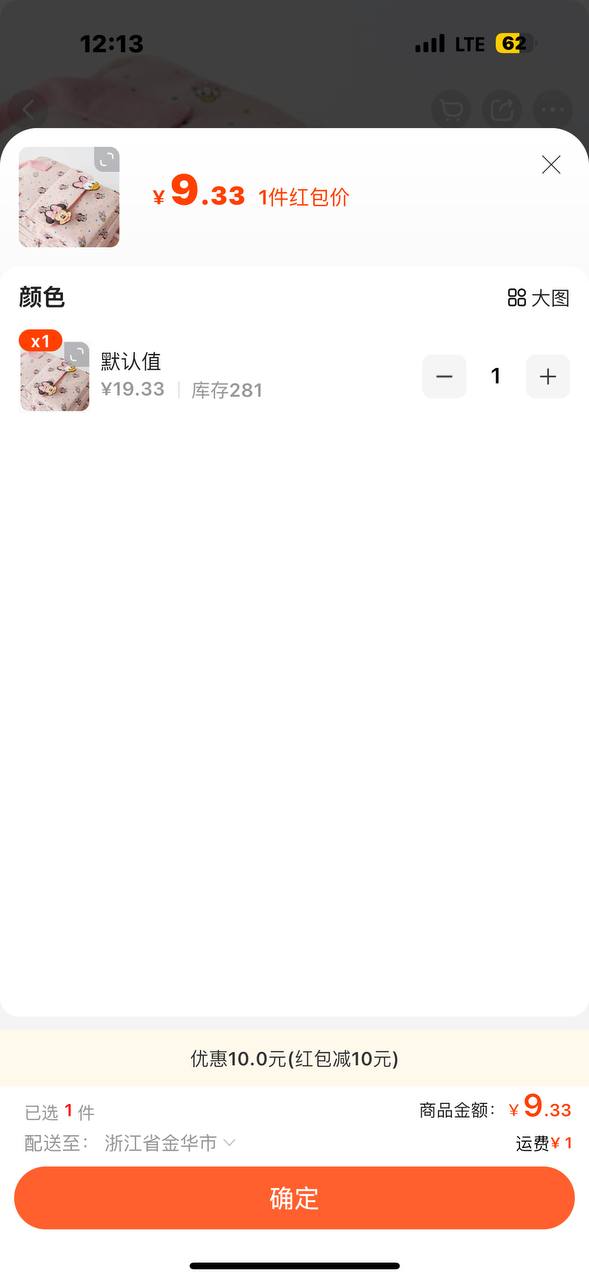 12:13 LTE 62
¥9.33 1件红包价
颜色 大图
x1
默认值
¥19.33 库存281
1
优惠10.0元(红包减10元)
已选 1 件 商品金额: ¥9.33
配送至: 浙江省金华市 运费¥1
确定